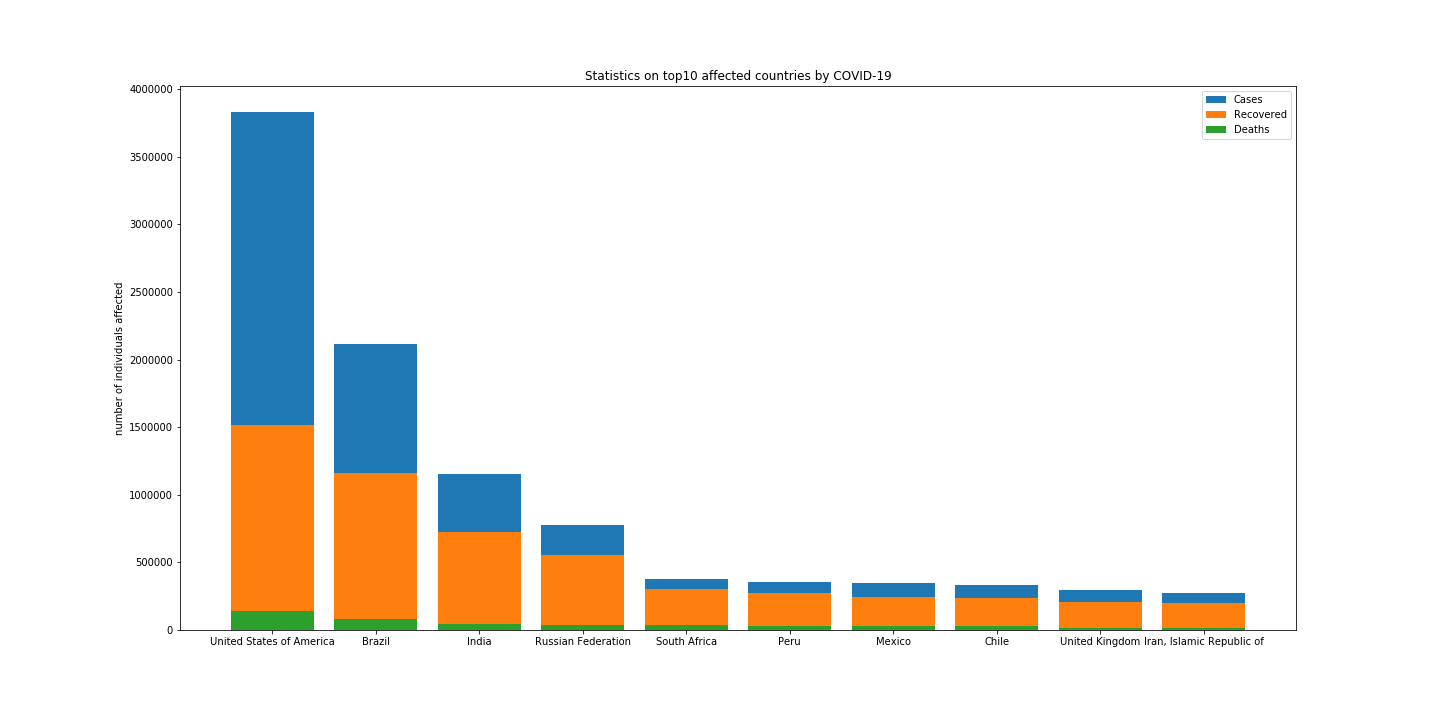 Statistics on top10 affected countries by COVID-19
4000000
3500000
3000000
2500000
2000000
1500000
1000000
500000
0
number of individuals affected
Cases
Recovered
Deaths
United States of America
Brazil
India
Russian Federation
South Africa
Peru
Mexico
Chile
United Kingdom
Iran, Islamic Republic of